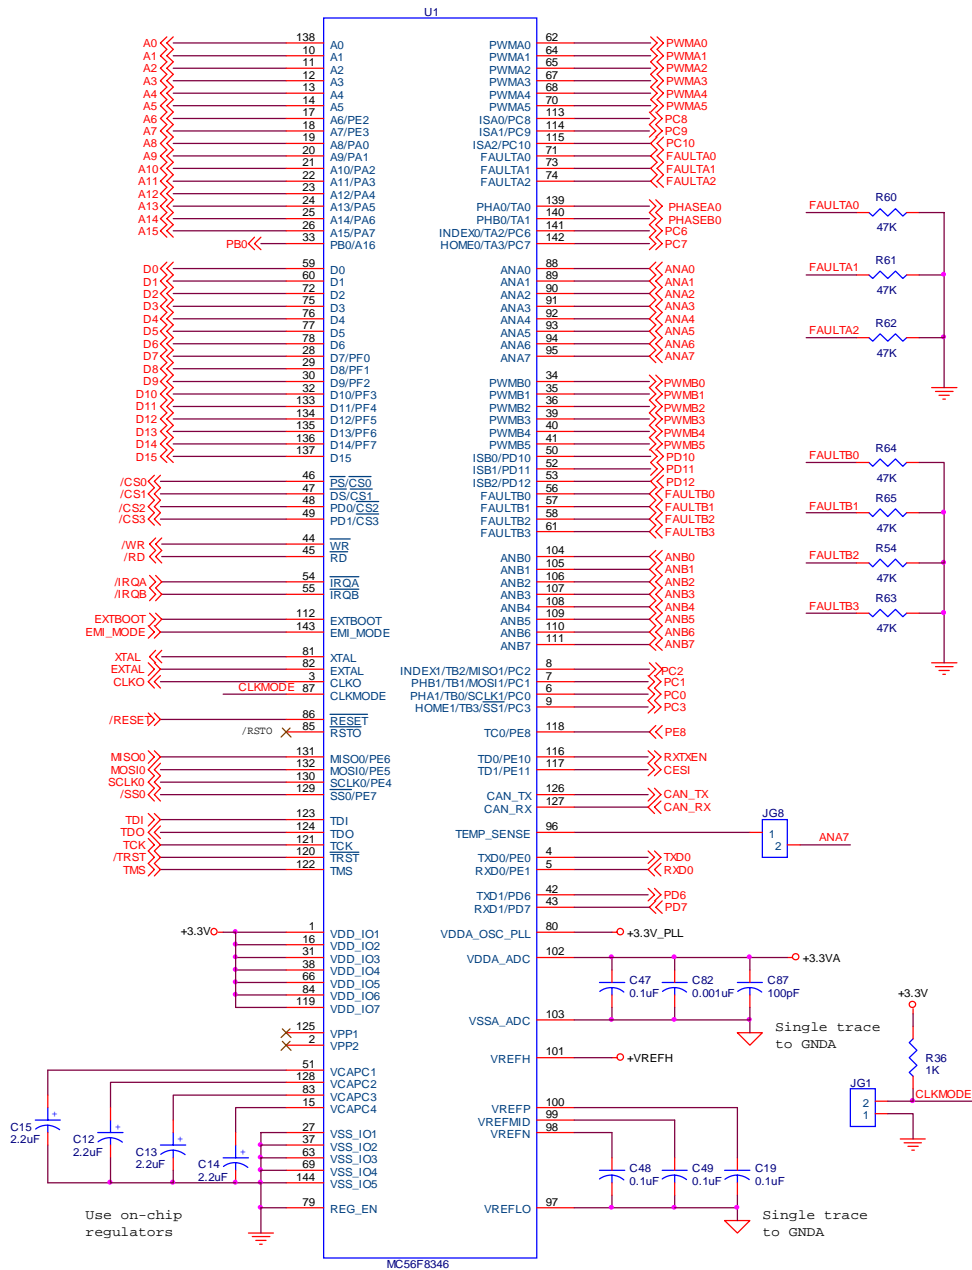 U1
A0 138 A0 PWMA0 62 PWMA0
A1 10 A1 PWMA1 64 PWMA1
A2 11 A2 PWMA2 65 PWMA2
A3 12 A3 PWMA3 67 PWMA3
A4 13 A4 PWMA4 68 PWMA4
A5 14 A5 PWMA5 70 PWMA5
A6 17 A6/PE2 ISA0/PC8 113 PC8
A7 18 A7/PE3 ISA1/PC9 114 PC9
A8 19 A8/PA0 ISA2/PC10 115 PC10
A9 20 A9/PA1 FAULTA0 71 FAULTA0
A10 21 A10/PA2 FAULTA1 73 FAULTA1
A11 22 A11/PA3 FAULTA2 74 FAULTA2
A12 23 A12/PA4
A13 24 A13/PA5 PHA0/TA0 139 PHASEA0
A14 25 A14/PA6 PHB0/TA1 140 PHASEB0
A15 26 A15/PA7 INDEX0/TA2/PC6 141 PC6
PB0 33 PB0/A16 HOME0/TA3/PC7 142 PC7
FAULTA0 R60 47K
FAULTA1 R61 47K
FAULTA2 R62 47K
D0 59 D0 ANA0 88 ANA0
D1 60 D1 ANA1 89 ANA1
D2 72 D2 ANA2 90 ANA2
D3 75 D3 ANA3 91 ANA3
D4 76 D4 ANA4 92 ANA4
D5 77 D5 ANA5 93 ANA5
D6 78 D6 ANA6 94 ANA6
D7 28 D7/PF0 ANA7 95 ANA7
D8 29 D8/PF1
D9 30 D9/PF2 PWMB0 34 PWMB0
D10 32 D10/PF3 PWMB1 35 PWMB1
D11 133 D11/PF4 PWMB2 36 PWMB2
D12 134 D12/PF5 PWMB3 39 PWMB3
D13 135 D13/PF6 PWMB4 40 PWMB4
D14 136 D14/PF7 PWMB5 41 PWMB5
D15 137 D15 ISB0/PD10 50 PD10
ISB1/PD11 52 PD11
/CS0 46 PS/CS0 ISB2/PD12 53 PD12
/CS1 47 DS/CS1 FAULTB0 56 FAULTB0
/CS2 48 PD0/CS2 FAULTB1 57 FAULTB1
/CS3 49 PD1/CS3 FAULTB2 58 FAULTB2
FAULTB3 61 FAULTB3
FAULTB0 R64 47K
FAULTB1 R65 47K
FAULTB2 R54 47K
FAULTB3 R63 47K
/WR 44 WR ANB0 104 ANB0
/RD 45 RD ANB1 105 ANB1
/IRQA 54 IRQA ANB2 106 ANB2
/IRQB 55 IRQB ANB3 107 ANB3
ANB4 108 ANB4
EXTBOOT 112 EXTBOOT ANB5 109 ANB5
EMI_MODE 143 EMI_MODE ANB6 110 ANB6
ANB7 111 ANB7
XTAL 81 XTAL INDEX1/TB2/MISO1/PC2 8 PC2
EXTAL 82 EXTAL PHB1/TB1/MOSI1/PC1 7 PC1
CLKO 3 CLKO PHA1/TB0/SCLK1/PC0 6 PC0
CLKMODE 87 CLKMODE HOME1/TB3/SS1/PC3 9 PC3
/RESET 86 RESET
/RSTO 85 RSTO TC0/PE8 118 PE8
MISO0 131 MISO0/PE6 TD0/PE10 116 RXTXEN
MOSI0 132 MOSI0/PE5 TD1/PE11 117 CESI
SCLK0 130 SCLK0/PE4
/SS0 129 SS0/PE7 CAN_TX 126 CAN_TX
CAN_RX 127 CAN_RX
TDI 123 TDI
TDO 124 TDO TEMP_SENSE 96 JG8 1 2 ANA7
TCK 121 TCK
/TRST 120 TRST TXD0/PE0 4 TXD0
TMS 122 TMS RXD0/PE1 5 RXD0
TXD1/PD6 42 PD6
RXD1/PD7 43 PD7
+3.3V 1 VDD_IO1 VDDA_OSC_PLL 80 +3.3V_PLL
16 VDD_IO2
31 VDD_IO3 VDDA_ADC 102 +3.3VA
38 VDD_IO4
66 VDD_IO5 C47 0.1uF C82 0.001uF C87 100pF
84 VDD_IO6
119 VDD_IO7
VSSA_ADC 103
Single trace
to GNDA
125 VPP1
2 VPP2
VREFH 101 +VREFH
51 VCAPC1
128 VCAPC2
83 VCAPC3
15 VCAPC4
VREFP 100
VREFMID 99
VREFN 98
C15 2.2uF
C12 2.2uF
C13 2.2uF
C14 2.2uF
27 VSS_IO1
37 VSS_IO2
63 VSS_IO3
69 VSS_IO4
144 VSS_IO5
C48 0.1uF C49 0.1uF C19 0.1uF
79 REG_EN VREFLO 97
Use on-chip
regulators
Single trace
to GNDA
MC56F8346
+3.3V
R36
1K
JG1
2 CLKMODE
1